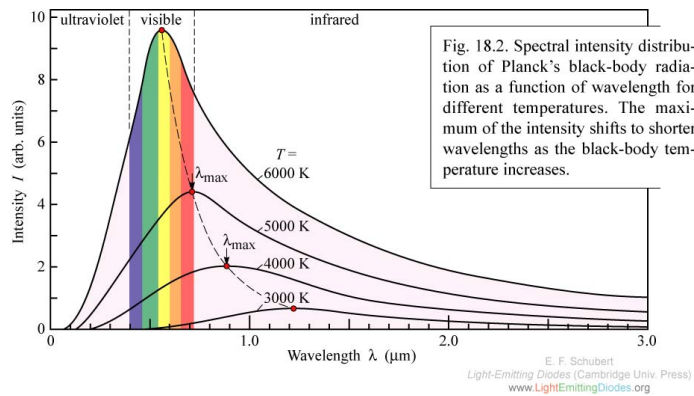 ultraviolet visible infrared
10
8
6
4
2
0
Intensity I (arb. units)
T =
6000 K
5000 K
4000 K
3000 K
λmax
λmax
1.0
2.0
3.0
Wavelength λ (μm)
Fig. 18.2. Spectral intensity distribu-
tion of Planck's black-body radia-
tion as a function of wavelength for
different temperatures. The maxi-
mum of the intensity shifts to shorter
wavelengths as the black-body tem-
perature increases.
E. F. Schubert
Light-Emitting Diodes (Cambridge Univ. Press)
www.LightEmittingDiodes.org